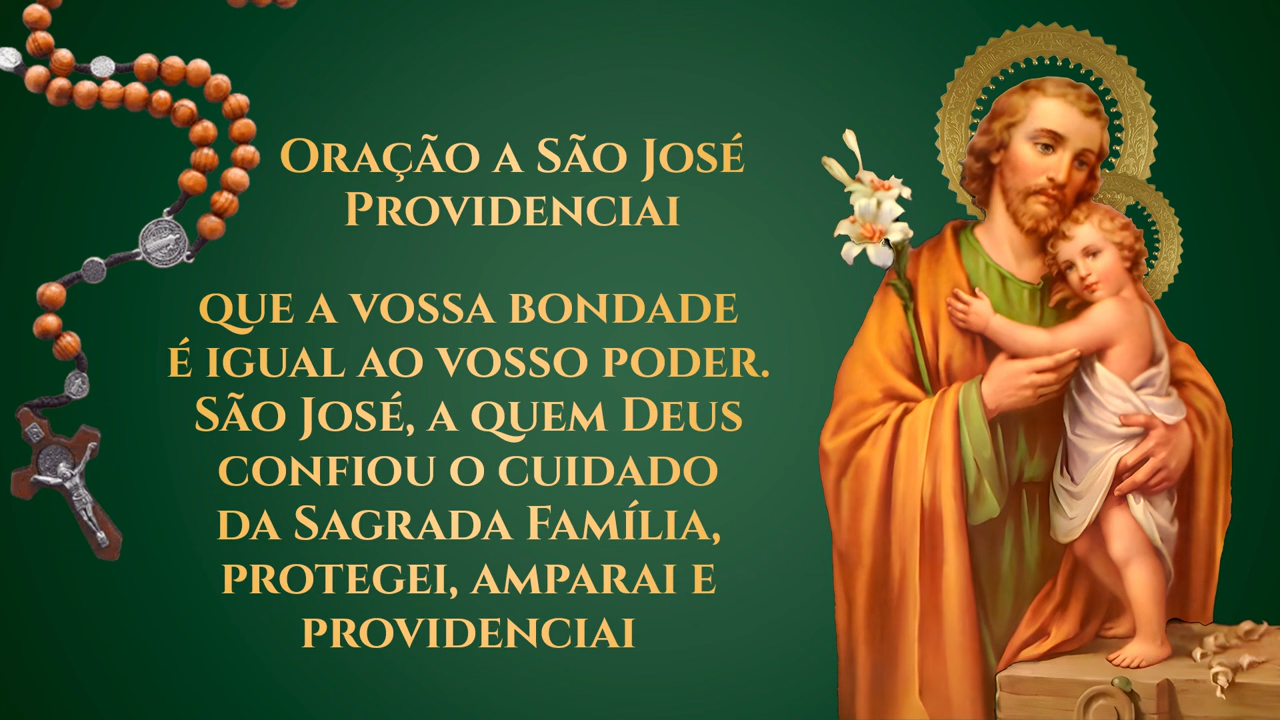 Oração a São José
Providenciai
que a vossa bondade
é igual ao vosso poder.
São José, a quem Deus
confiou o cuidado
da Sagrada Família,
protegei, amparai e
providenciai